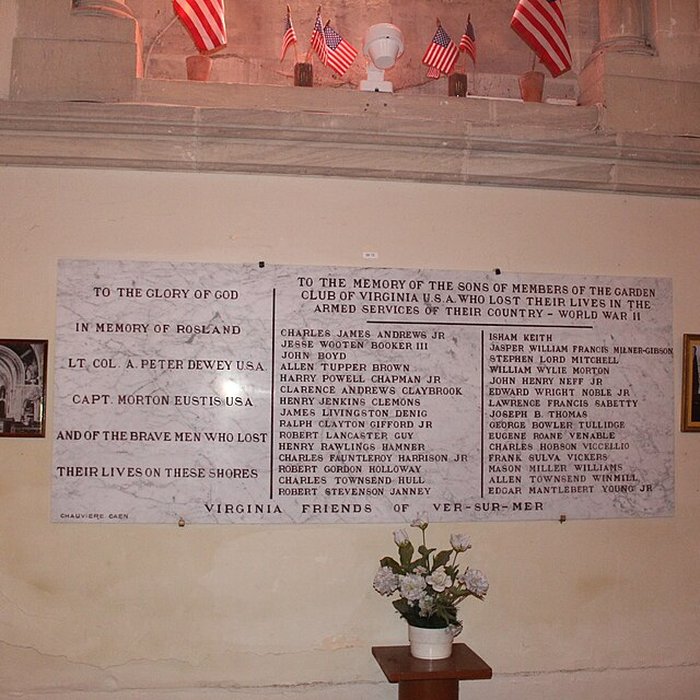 TO THE GLORY OF GOD
IN MEMORY OF ROSLAND
LT. COL. A. PETER DEWEY U.S.A.
CAPT. MORTON EUSTIS USA
AND OF THE BRAVE MEN WHO LOST
THEIR LIVES ON THESE SHORES
TO THE MEMORY OF THE SONS OF MEMBERS OF THE GARDEN
CLUB OF VIRGINIA U.S.A. WHO LOST THEIR LIVES IN THE
ARMED SERVICES OF THEIR COUNTRY - WORLD WAR II
CHARLES JAMES ANDREWS JR
JESSE WOOTEN BOOKER III
JOHN BOYD
ALLEN TUPPER BROWN
HARRY POWELL CHAPMAN JR
CLARENCE ANDREWS CLAYBROOK
HENRY JENKINS CLEMONS
JAMES LIVINGSTON DENIG
RALPH CLAYTON GIFFORD JR
ROBERT LANCASTER GUY
HENRY RAWLINGS HAMNER
CHARLES FAUNTLEROY HARRISON JR
ROBERT GORDON HOLLOWAY
CHARLES TOWNSEND HULL
ROBERT STEVENSON JANNEY
ISHAM KEITH
JASPER WILLIAM FRANCIS MILNER-GIBSON
STEPHEN LORD MITCHELL
WILLIAM WYLIE MORTON
JOHN HENRY NEFF JR
EDWARD WRIGHT NOBLE JR
LAWRENCE FRANCIS SABETTY
JOSEPH B. THOMAS
GEORGE BOWLER TULLIDGE
EUGENE ROANE VENABLE
CHARLES HOBSON VICCELLIO
FRANK SULVA VICKERS
MASON MILLER WILLIAMS
ALLEN TOWNSEND WINMILL
EDGAR MANTLEBERT YOUNG JR
VIRGINIA FRIENDS OF VER-SUR-MER
CHAUVIERE CAEN